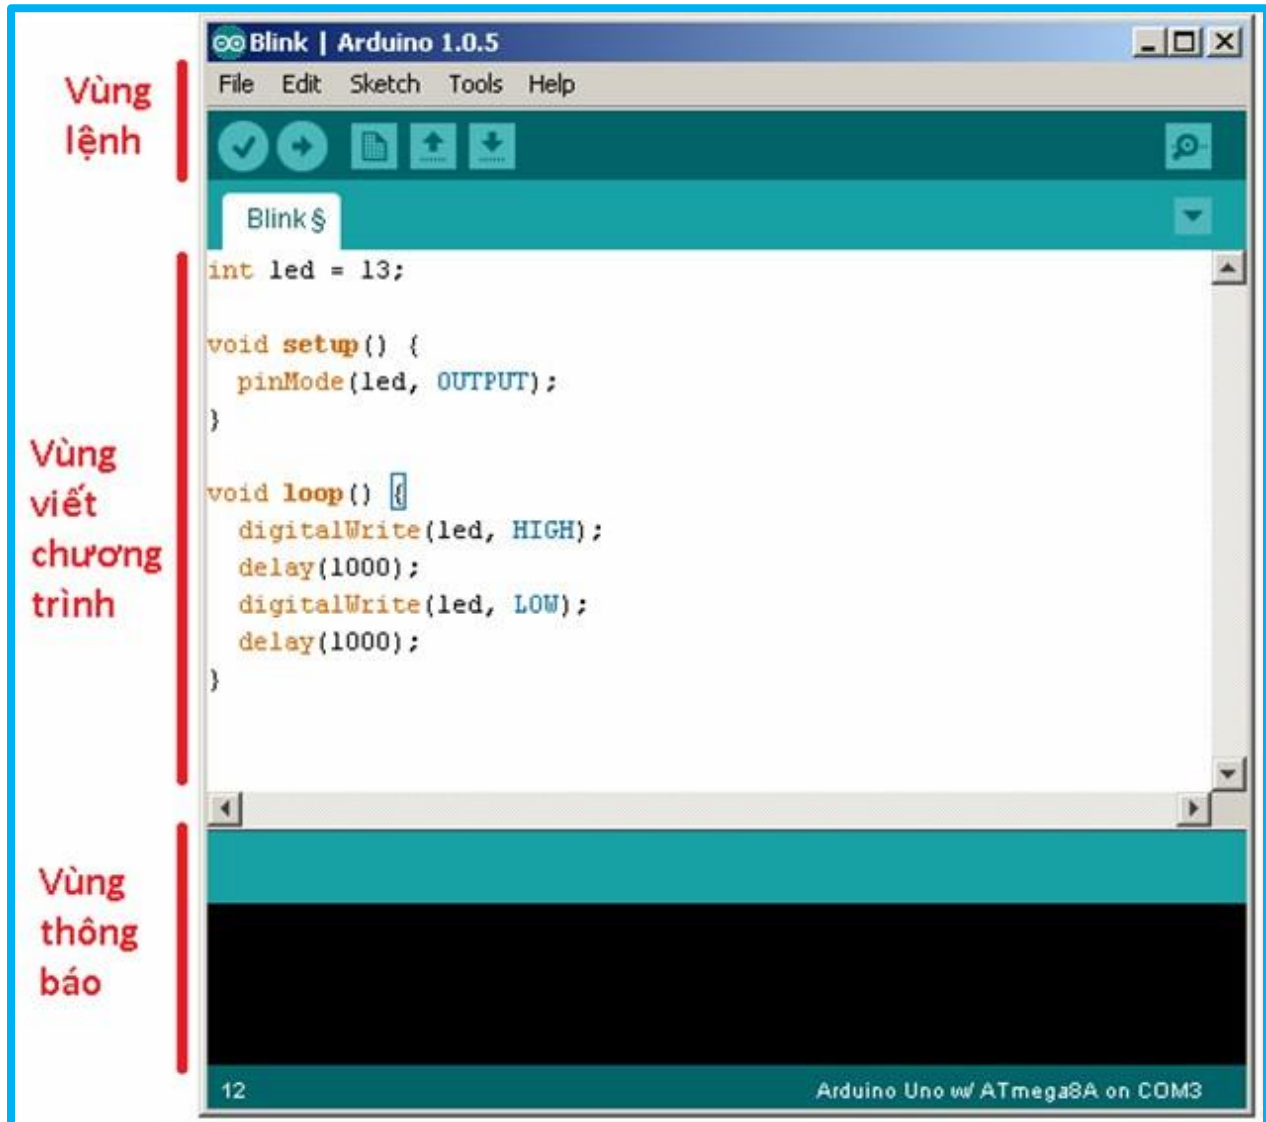 Blink | Arduino 1.0.5
File Edit Sketch Tools Help
Vùng
lệnh
Blink §
int led = 13;
void setup() {
  pinMode(led, OUTPUT);
}
void loop() {
  digitalWrite(led, HIGH);
  delay(1000);
  digitalWrite(led, LOW);
  delay(1000);
}
Vùng
viết
chương
trình
Vùng
thông
báo
12
Arduino Uno w/ ATmega8A on COM3